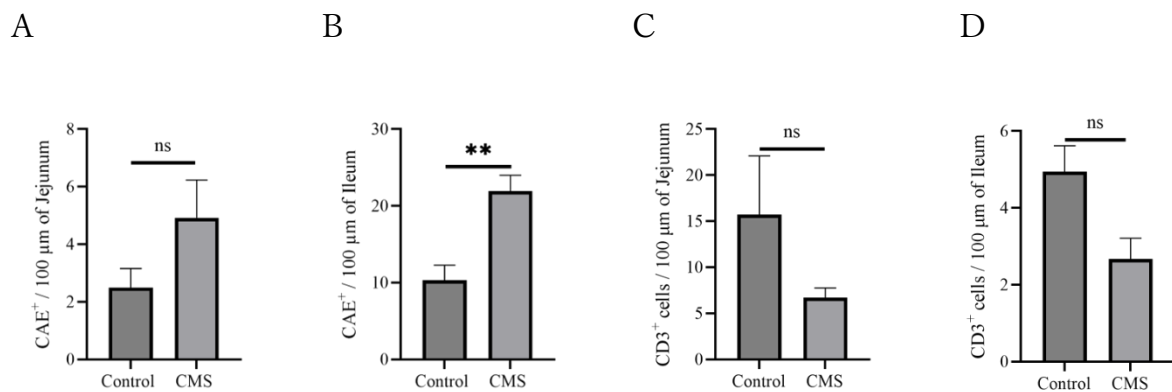 A
B
C
D
CAE⁺ / 100 μm of Jejunum
8
6
4
2
0
ns
Control
CMS
CAE⁺ / 100 μm of Ileum
30
20
10
0
**
Control
CMS
CD3⁺ cells / 100 μm of Jejunum
25
20
15
10
5
0
ns
Control
CMS
CD3⁺ cells / 100 μm of Ileum
6
4
2
0
ns
Control
CMS